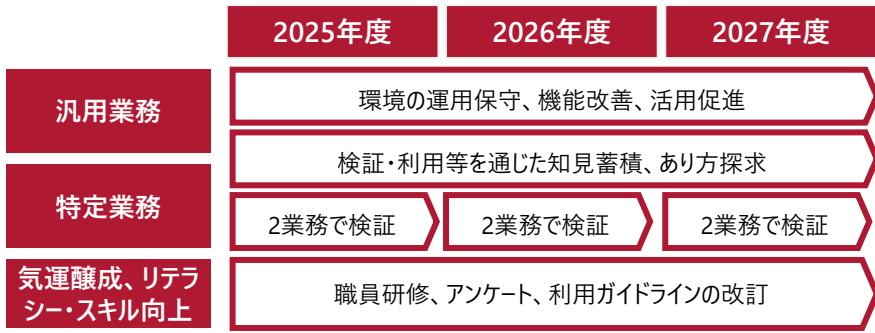 2025年度
2026年度
2027年度
汎用業務
環境の運用保守、機能改善、活用促進
検証・利用等を通じた知見蓄積、あり方探求
特定業務
2業務で検証
2業務で検証
2業務で検証
気運醸成、リテラ
シー・スキル向上
職員研修、アンケート、利用ガイドラインの改訂